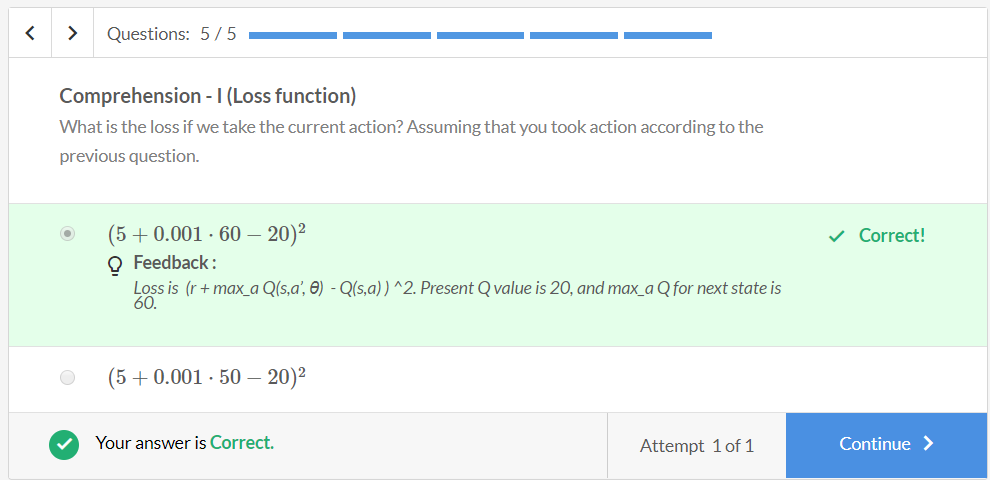 Questions: 5 / 5
Comprehension - I (Loss function)
What is the loss if we take the current action? Assuming that you took action according to the
previous question.
(5 + 0.001 · 60 − 20)²
Correct!
Feedback :
Loss is (r + max_a Q(s,a', θ) - Q(s,a) ) ^2. Present Q value is 20, and max_a Q for next state is
60.
(5 + 0.001 · 50 − 20)²
Your answer is Correct.
Attempt 1 of 1
Continue